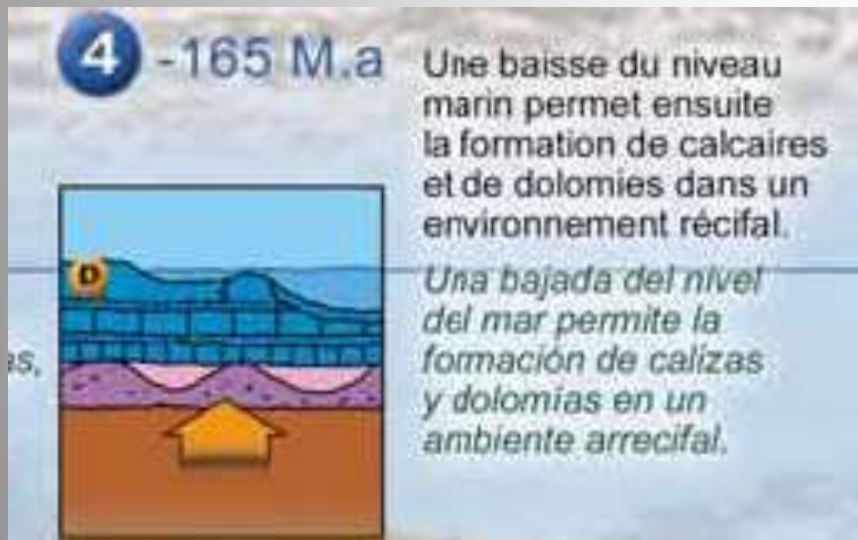 4 -165 M.a
Une baisse du niveau
marin permet ensuite
la formation de calcaires
et de dolomies dans un
environnement récifal.
Una bajada del nivel
del mar permite la
formación de calizas
y dolomías en un
ambiente arrecifal.
D
as,